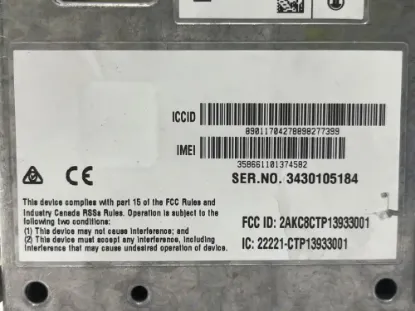 ICCID
89011704278898277399
IMEI
358661101374582
CE
SER.NO. 3430105184
This device complies with part 15 of the FCC Rules and
Industry Canada RSSs Rules. Operation is subject to the
following two conditions:
(1) This device may not cause interference; and
(2) This device must accept any interference, including
Interference that may cause undesired operation of device.
FCC ID: 2AKC8CTP13933001
IC: 22221-CTP13933001